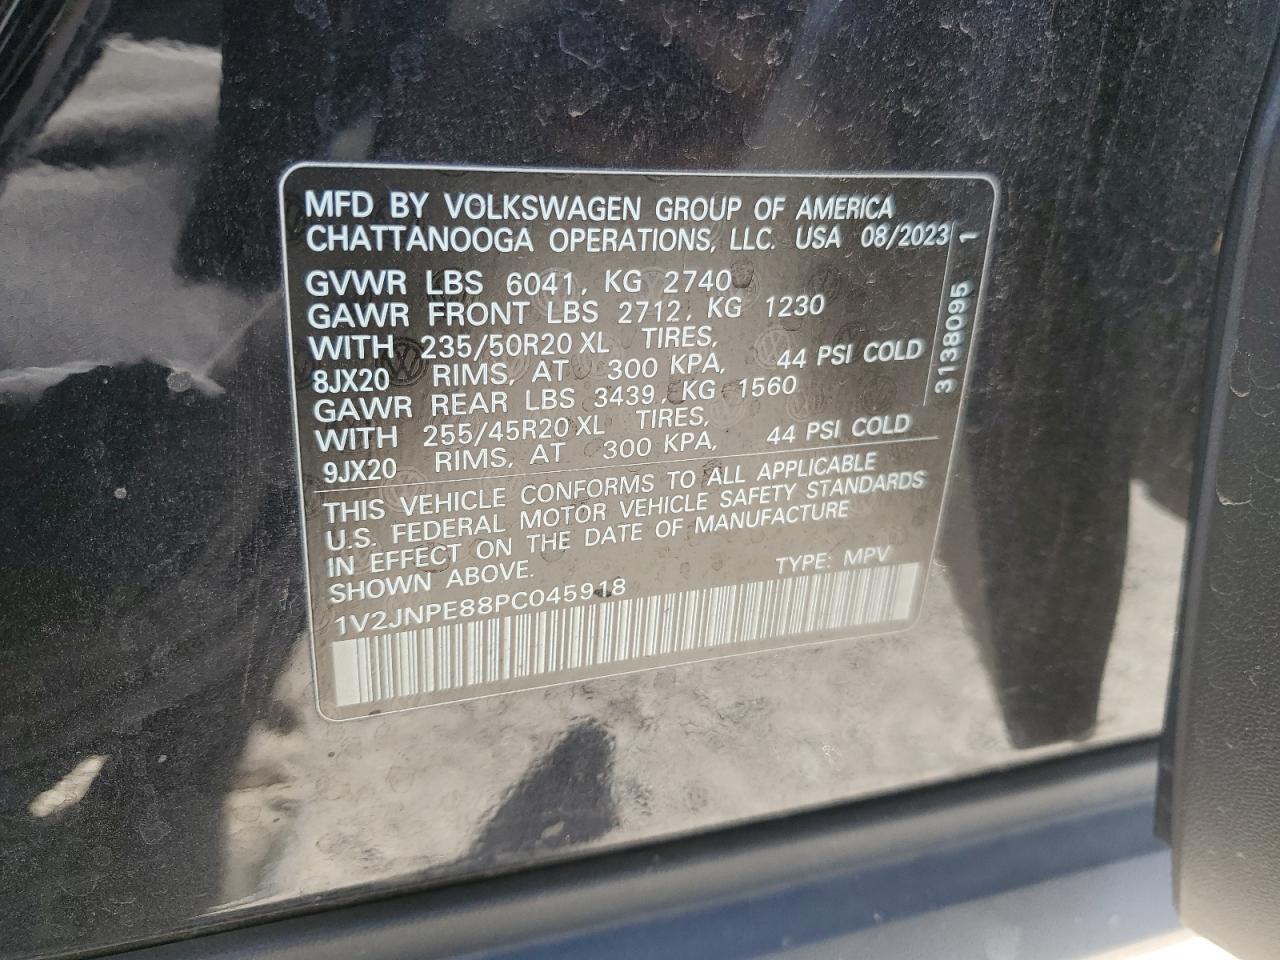 MFD BY VOLKSWAGEN GROUP OF AMERICA
CHATTANOOGA OPERATIONS, LLC. USA 08/2023
GVWR LBS 6041, KG 2740
GAWR FRONT LBS 2712, KG 1230
WITH 235/50R20 XL TIRES,
8JX20 RIMS, AT 300 KPA, 44 PSI COLD
GAWR REAR LBS 3439, KG 1560
WITH 255/45R20 XL TIRES,
9JX20 RIMS, AT 300 KPA, 44 PSI COLD
3138095 1
THIS VEHICLE CONFORMS TO ALL APPLICABLE
U.S. FEDERAL MOTOR VEHICLE SAFETY STANDARDS
IN EFFECT ON THE DATE OF MANUFACTURE
SHOWN ABOVE.
TYPE: MPV
1V2JNPE88PC045918